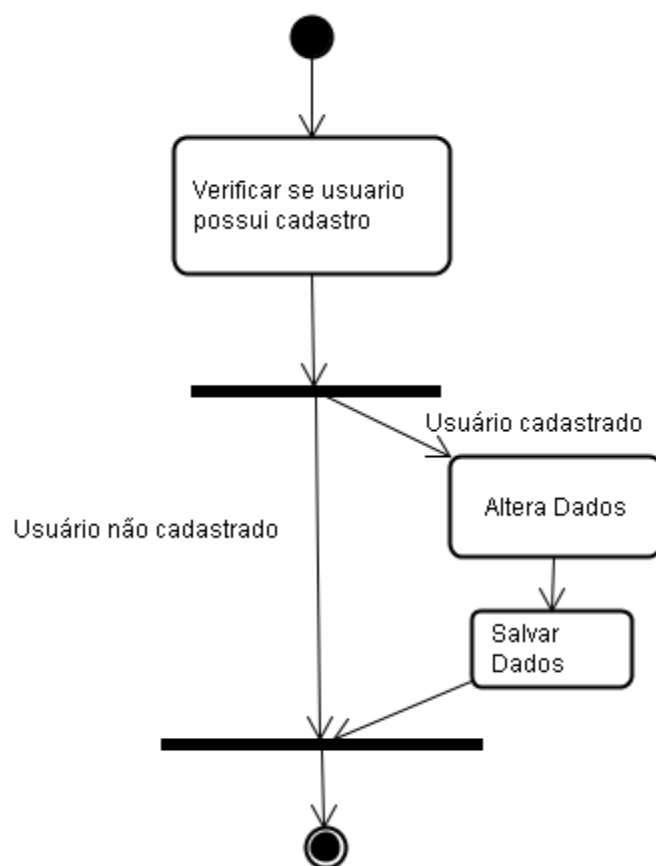 Verificar se usuario
possui cadastro
Usuário cadastrado
Altera Dados
Usuário não cadastrado
Salvar
Dados